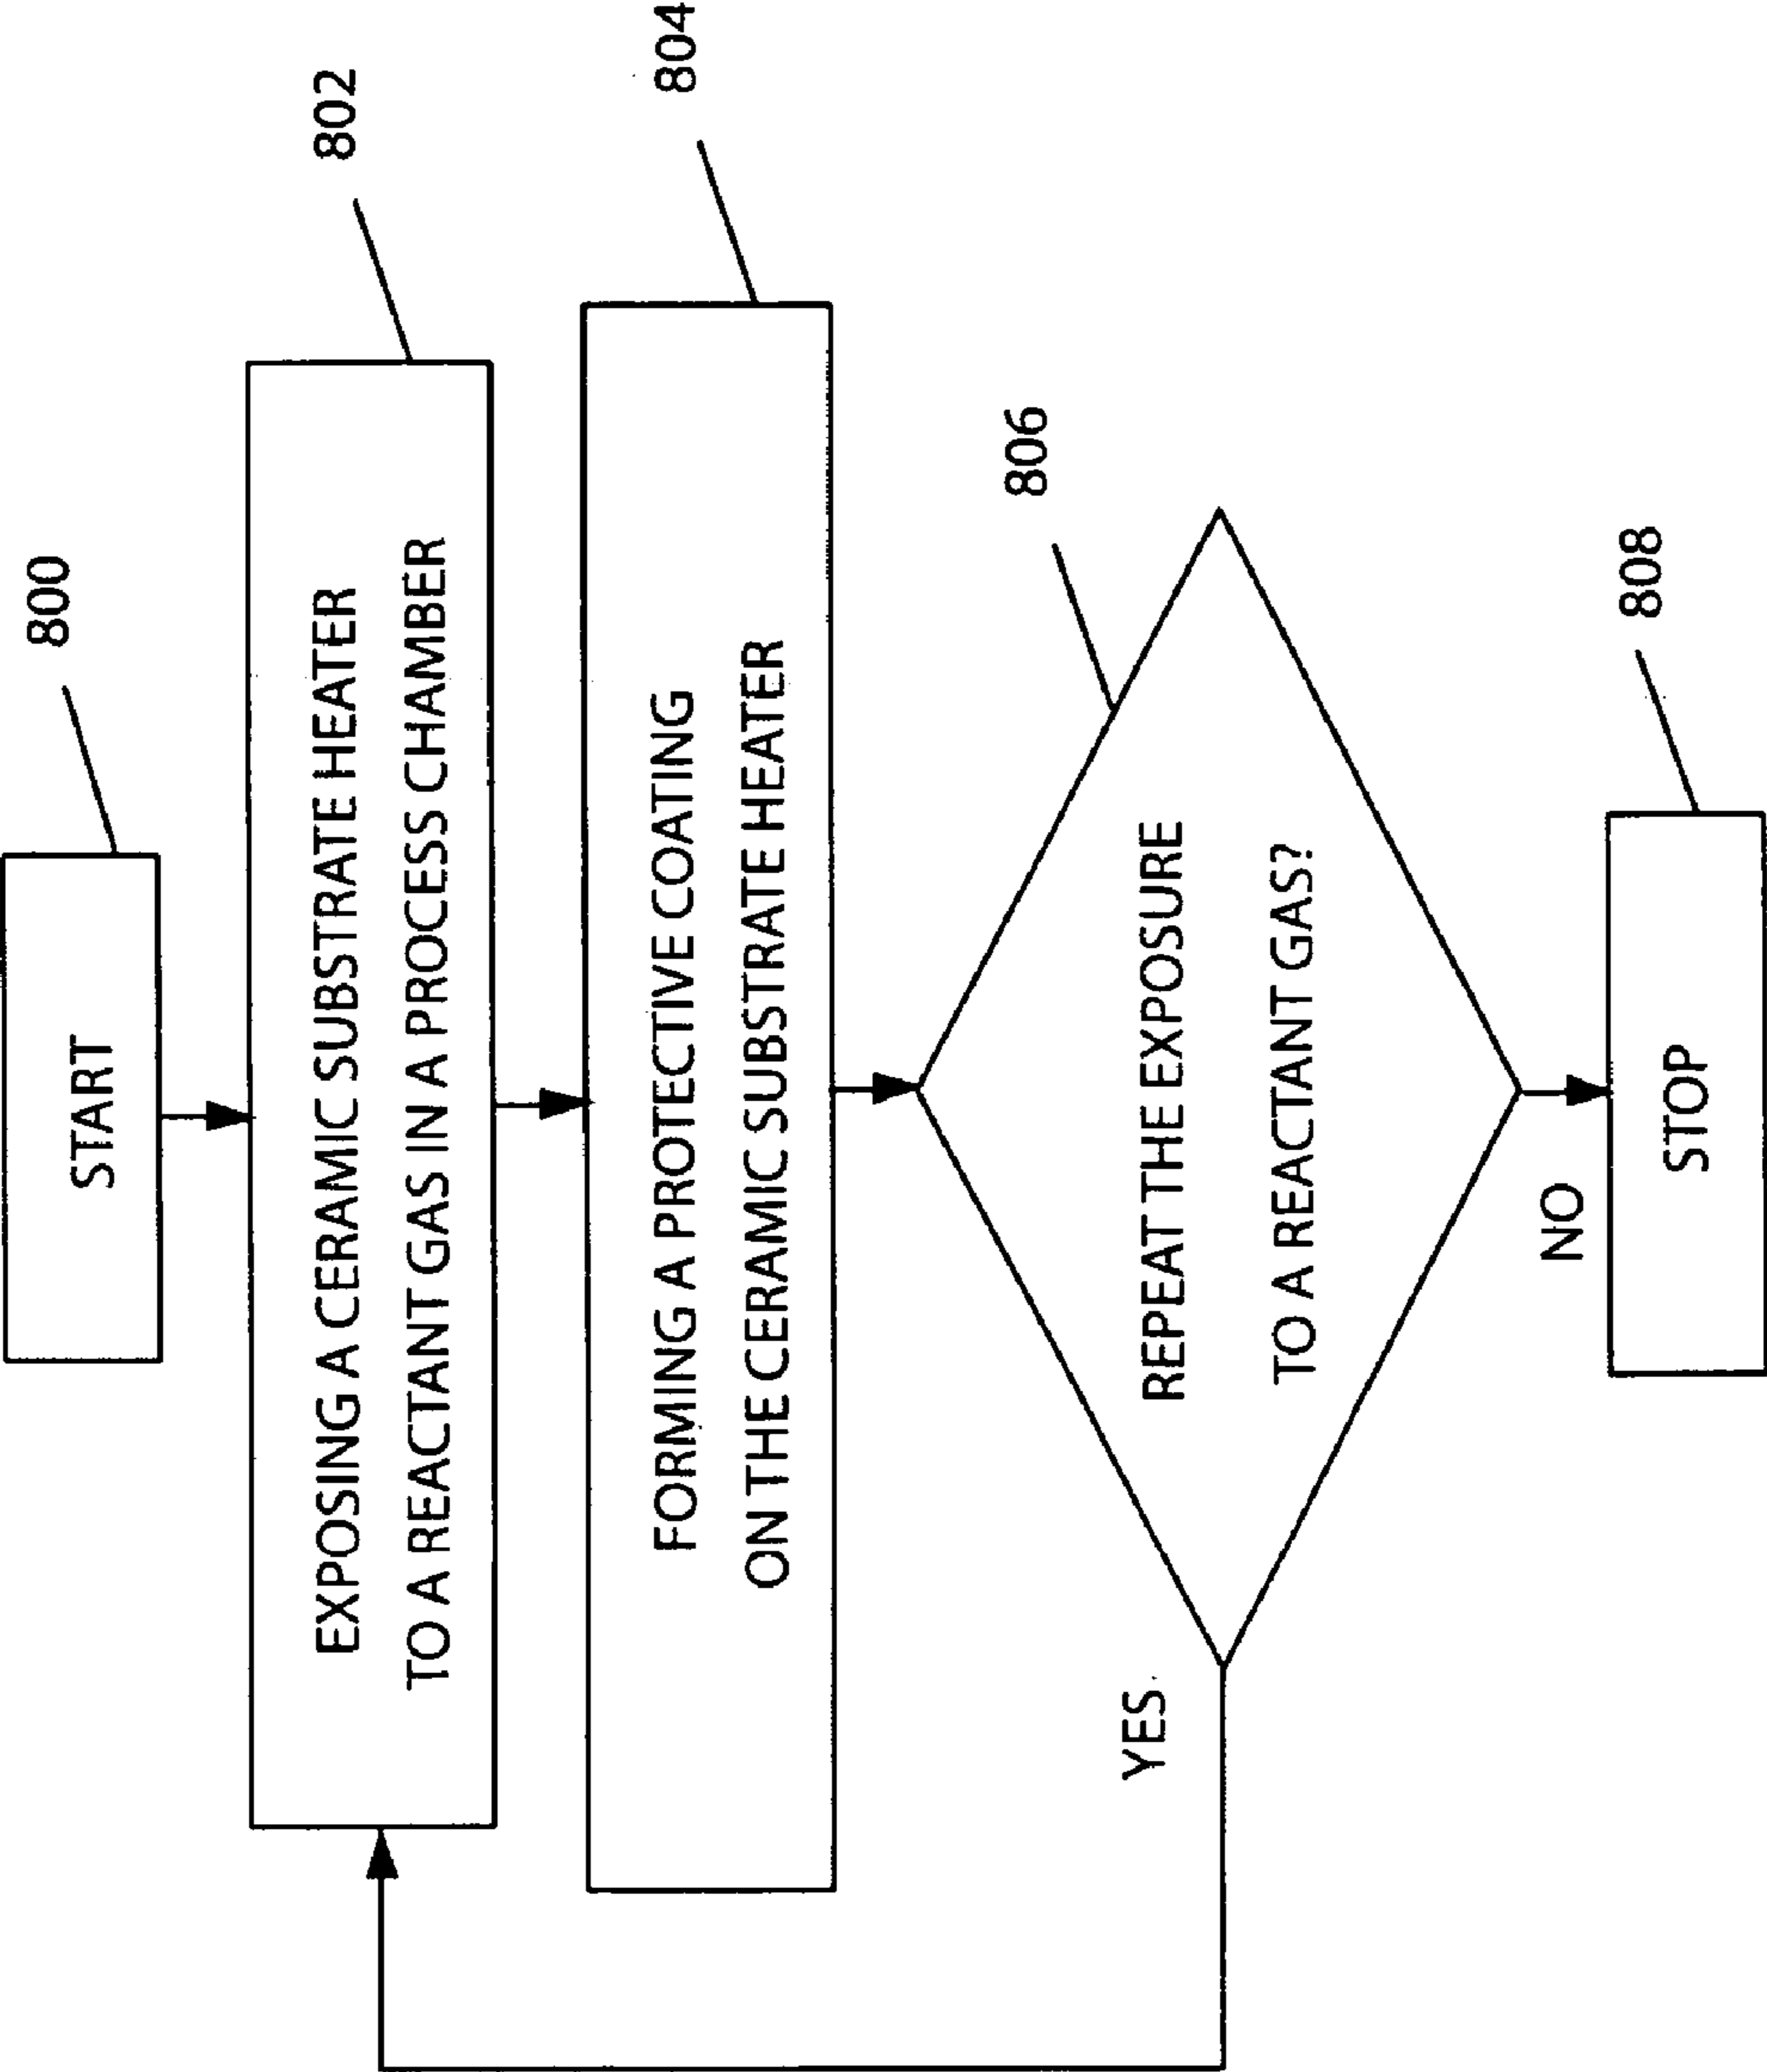 START
800
EXPOSING A CERAMIC SUBSTRATE HEATER
TO A REACTANT GAS IN A PROCESS CHAMBER
802
FORMING A PROTECTIVE COATING
ON THE CERAMIC SUBSTRATE HEATER
804
REPEAT THE EXPOSURE
TO A REACTANT GAS?
806
YES
NO
STOP
808